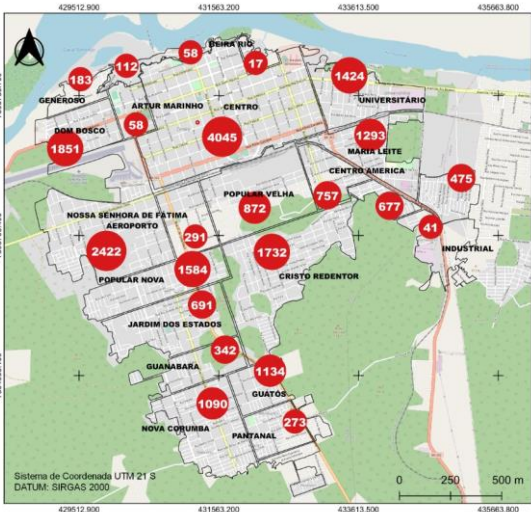 429512.900 431563.200 433613.500 435663.800
BEIRA RIO
58
17
112
1424
183
GENEROSO
UNIVERSITÁRIO
ARTUR MARINHO
CENTRO
58
DOM BOSCO
4045
1293
1851
MARIA LEITE
CENTRO AMERICA
475
POPULAR VELHA
757
872
677
NOSSA SENHORA DE FÁTIMA
AEROPORTO
41
291
2422
1732
INDUSTRIAL
1584
POPULAR NOVA
CRISTO REDENTOR
691
JARDIM DOS ESTADOS
342
GUANABARA
1134
GUATÓS
1090
273
NOVA CORUMBA
PANTANAL
Sistema de Coordenada UTM 21 S
DATUM: SIRGAS 2000
0 250 500 m
429512.900 431563.200 433613.500 435663.800